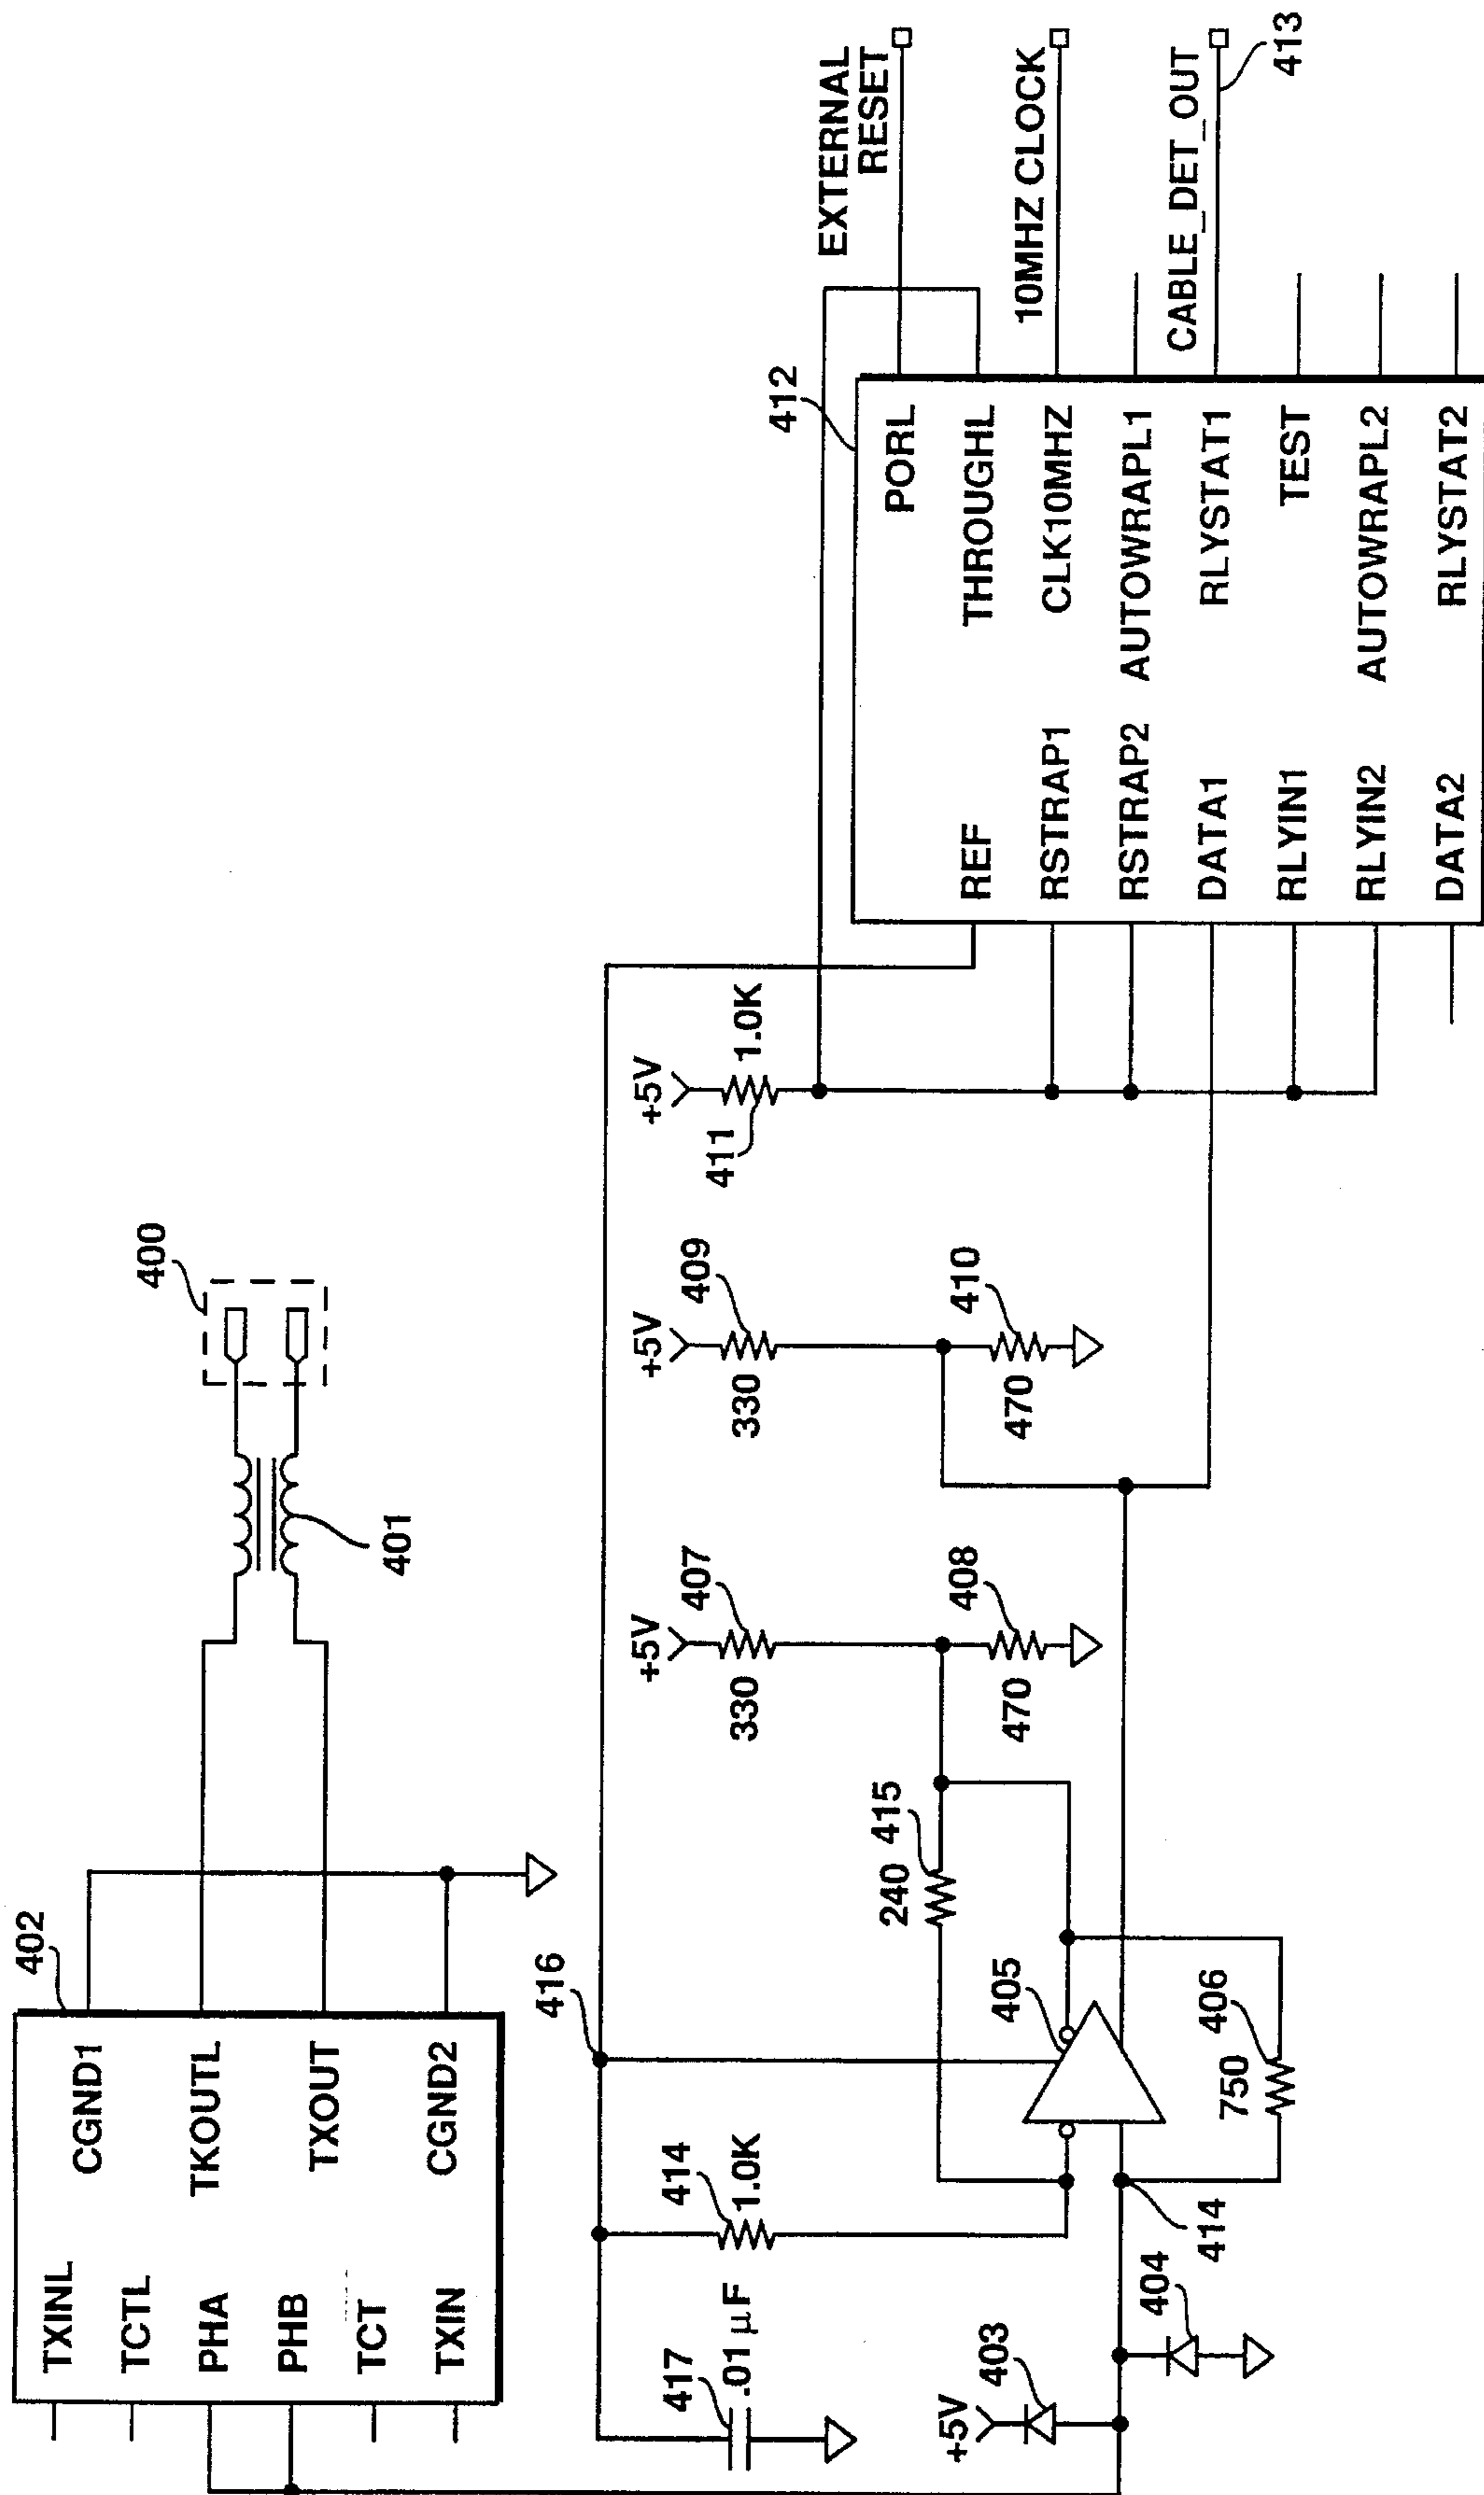 402
TXINL
CGND1
TCTL
PHA
TKOUTL
PHB
TXOUT
TCT
TXIN
CGND2
400
401
416
417
.01 µF
414
1.0K
+5V
403
404
414
405
750
406
240
415
+5V
330
407
470
408
+5V
330
409
470
410
+5V
411
1.0K
412
PORL
REF
THROUGHL
RSTRAP1
CLK10MHZ
RSTRAP2
AUTOWRAPL1
DATA1
RLYSTAT1
RLYIN1
TEST
RLYIN2
AUTOWRAPL2
DATA2
RLYSTAT2
EXTERNAL
RESET
10MHZ CLOCK
CABLE_DET_OUT
413